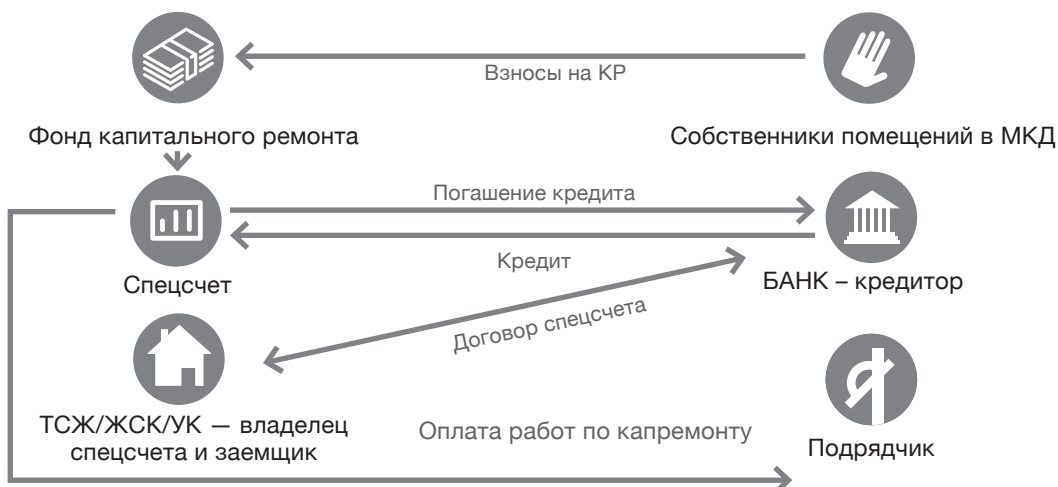 Взносы на КР
Фонд капитального ремонта
Собственники помещений в МКД
Погашение кредита
Кредит
Спецсчет
БАНК – кредитор
Договор спецсчета
ТСЖ/ЖСК/УК — владелец
спецсчета и заемщик
Оплата работ по капремонту
Подрядчик